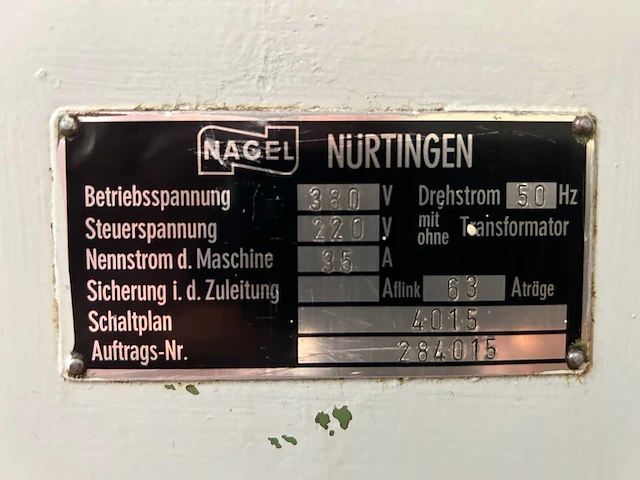 NAGEL NÜRTINGEN
Betriebsspannung 380 V Drehstrom 50 Hz
Steuerspannung 220 V mit ohne Transformator
Nennstrom d. Maschine 35 A
Sicherung i. d. Zuleitung Aflink 63 Aträge
Schaltplan 4015
Auftrags-Nr. 284015